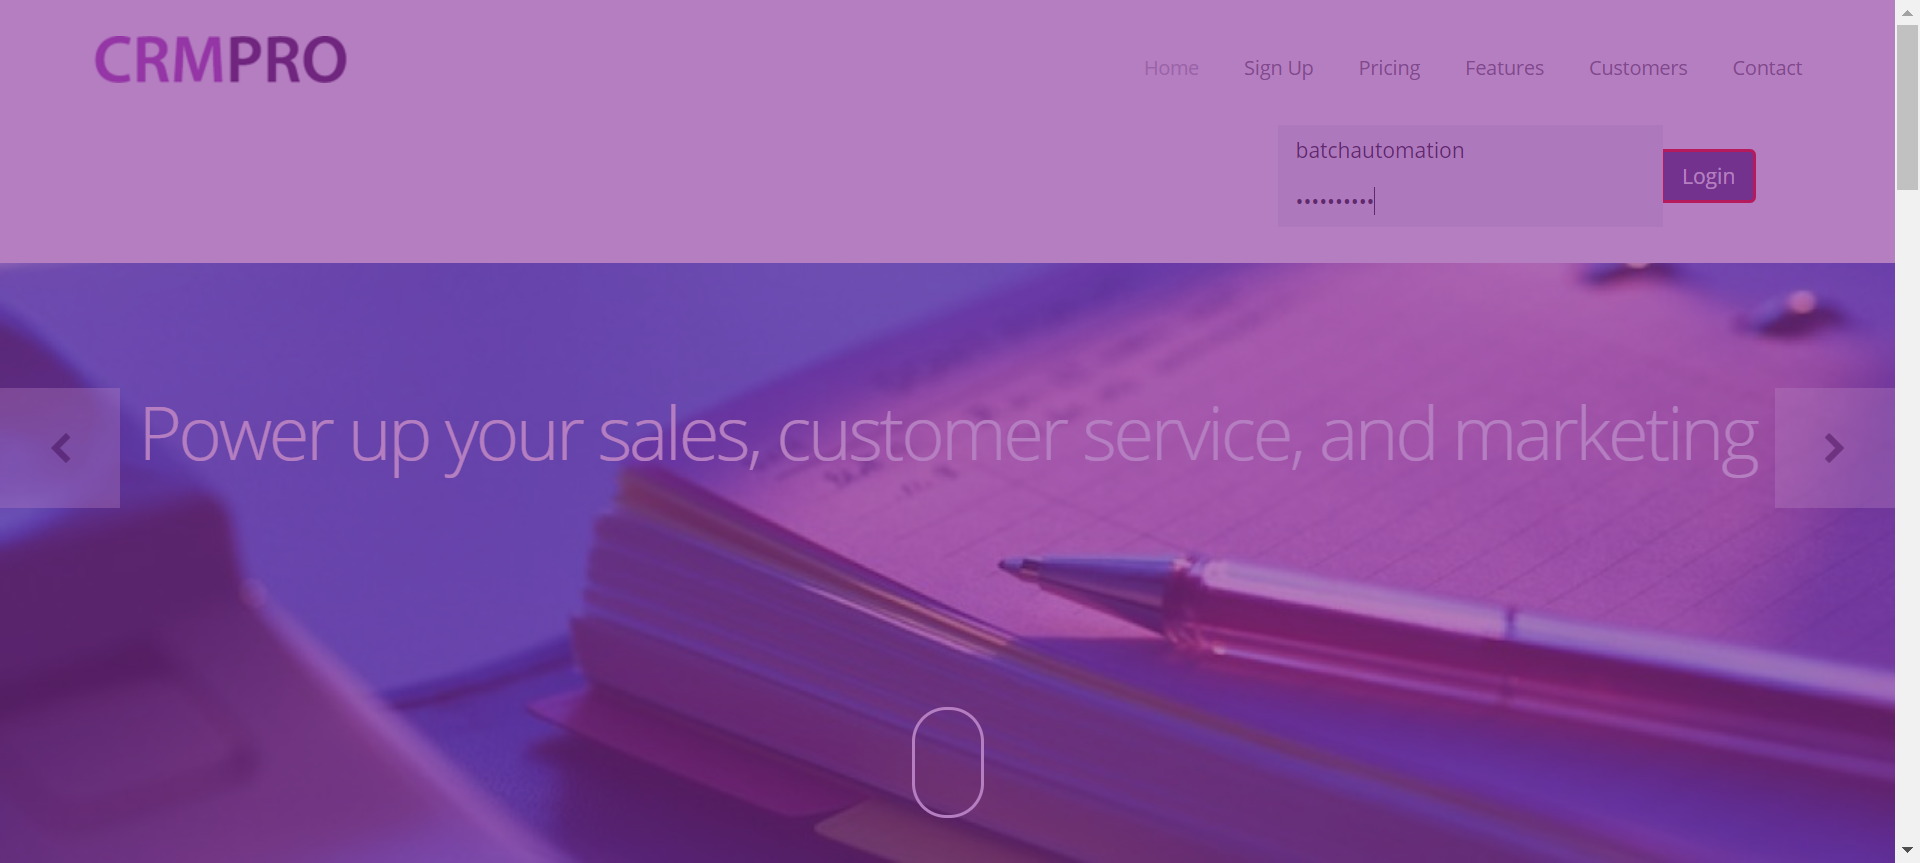 CRMPRO
Home Sign Up Pricing Features Customers Contact
batchautomation
••••••••••
Login
Power up your sales, customer service, and marketing